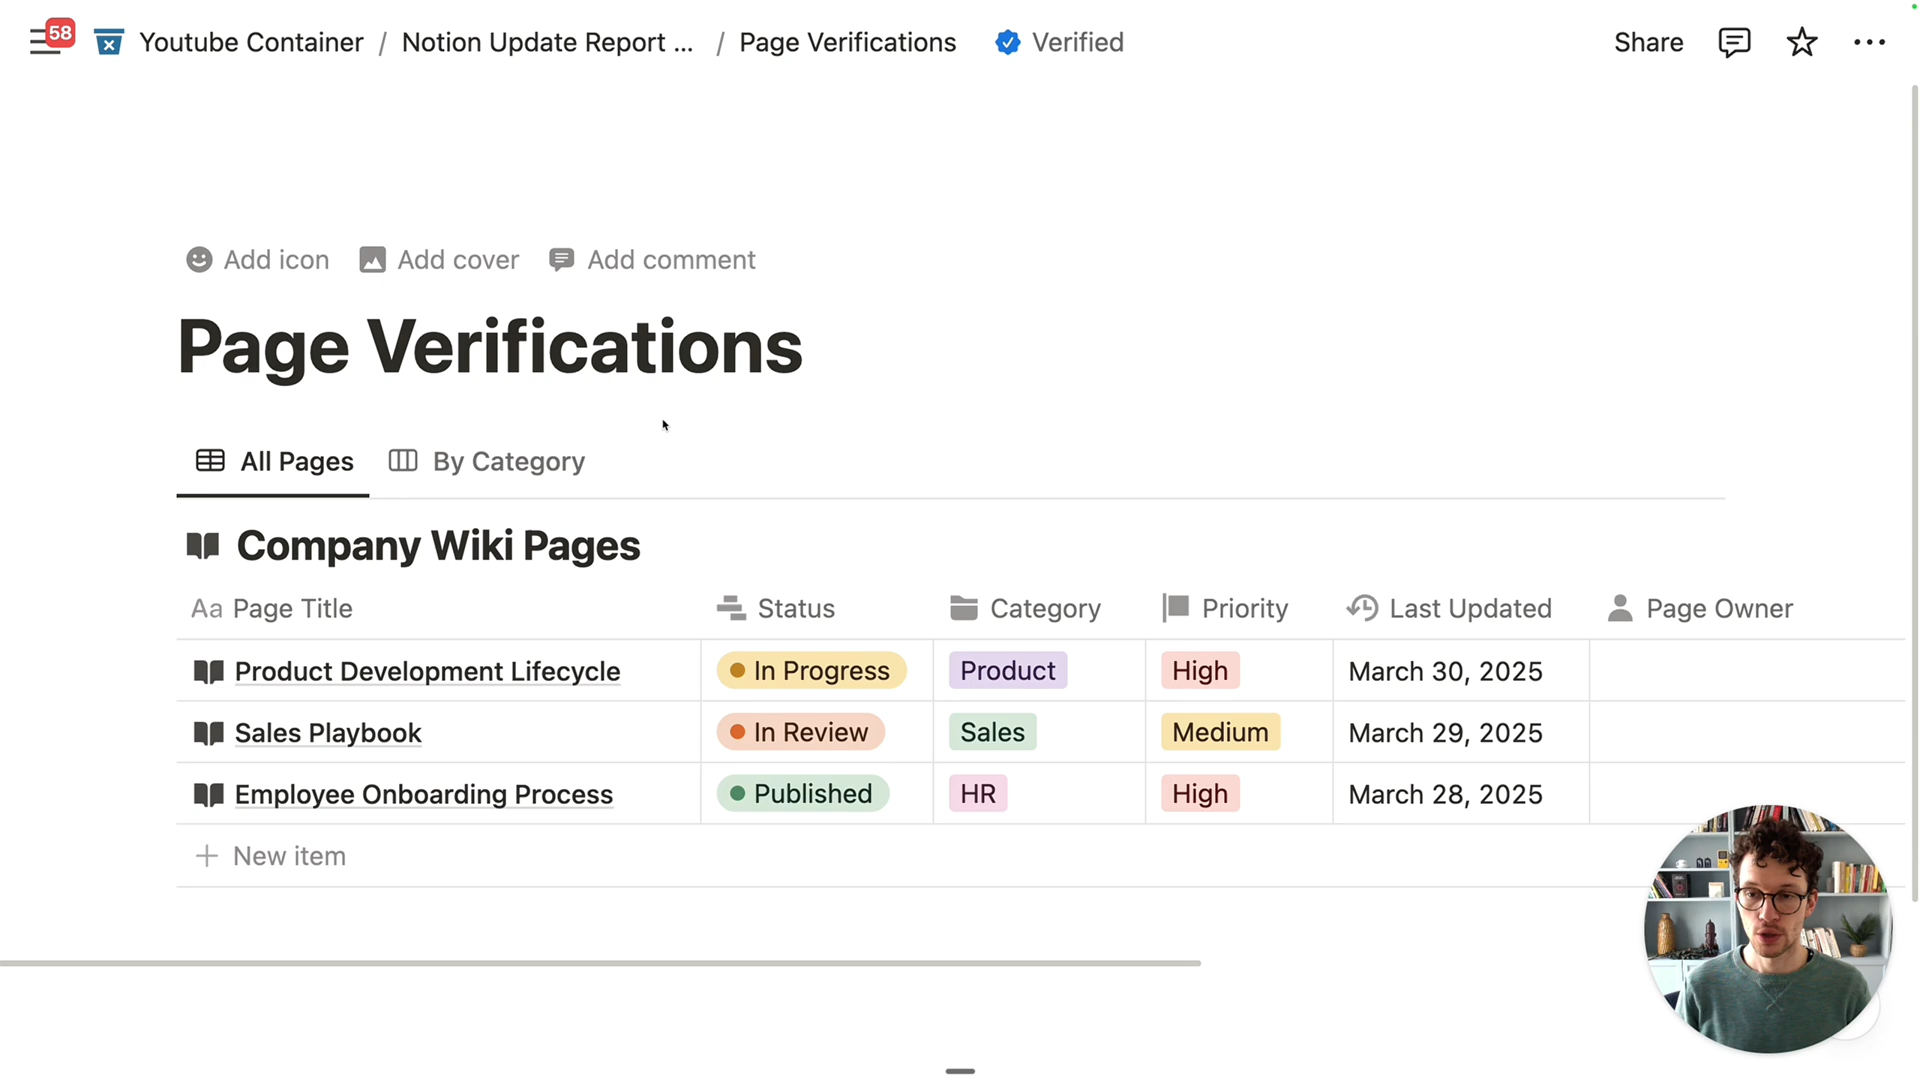 58 Youtube Container / Notion Update Report ... / Page Verifications Verified Share
Add icon Add cover Add comment
Page Verifications
All Pages By Category
Company Wiki Pages
Aa Page Title Status Category Priority Last Updated Page Owner
Product Development Lifecycle In Progress Product High March 30, 2025
Sales Playbook In Review Sales Medium March 29, 2025
Employee Onboarding Process Published HR High March 28, 2025
+ New item